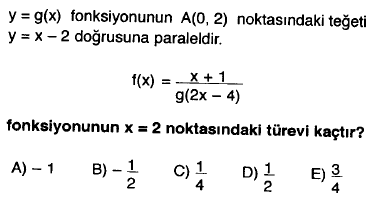 y = g(x) fonksiyonunun A(0, 2) noktasındaki teğeti
y = x – 2 doğrusuna paraleldir.
f(x) = \frac{x + 1}{g(2x – 4)}
fonksiyonunun x = 2 noktasındaki türevi kaçtır?
A) – 1 B) – \frac{1}{2} C) \frac{1}{4} D) \frac{1}{2} E) \frac{3}{4}